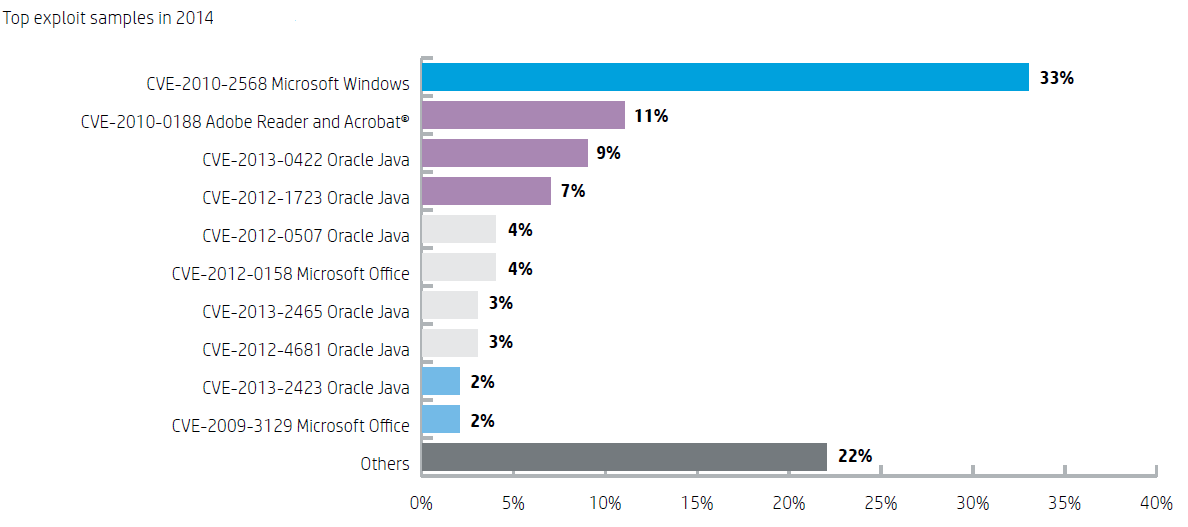 Top exploit samples in 2014
CVE-2010-2568 Microsoft Windows 33%
CVE-2010-0188 Adobe Reader and Acrobat® 11%
CVE-2013-0422 Oracle Java 9%
CVE-2012-1723 Oracle Java 7%
CVE-2012-0507 Oracle Java 4%
CVE-2012-0158 Microsoft Office 4%
CVE-2013-2465 Oracle Java 3%
CVE-2012-4681 Oracle Java 3%
CVE-2013-2423 Oracle Java 2%
CVE-2009-3129 Microsoft Office 2%
Others 22%
0% 5% 10% 15% 20% 25% 30% 35% 40%